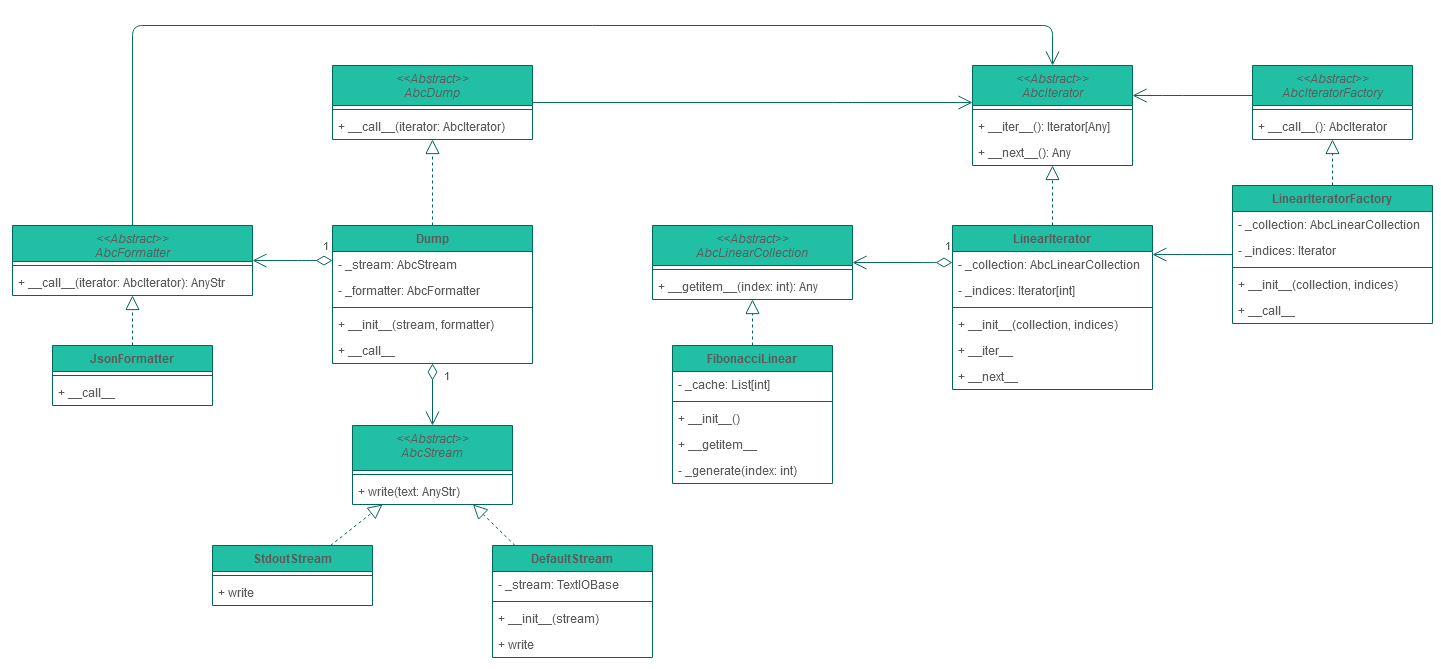 <<Abstract>>
AbcDump
+ __call__(iterator: AbcIterator)
<<Abstract>>
AbcIterator
+ __iter__(): Iterator[Any]
+ __next__(): Any
<<Abstract>>
AbcIteratorFactory
+ __call__(): AbcIterator
<<Abstract>>
AbcFormatter
+ __call__(iterator: AbcIterator): AnyStr
1
Dump
- _stream: AbcStream
- _formatter: AbcFormatter
+ __init__(stream, formatter)
+ __call__
1
<<Abstract>>
AbcLinearCollection
+ __getitem__(index: int): Any
1
LinearIterator
- _collection: AbcLinearCollection
- _indices: Iterator[int]
+ __init__(collection, indices)
+ __iter__
+ __next__
LinearIteratorFactory
- _collection: AbcLinearCollection
- _indices: Iterator
+ __init__(collection, indices)
+ __call__
JsonFormatter
+ __call__
FibonacciLinear
- _cache: List[int]
+ __init__()
+ __getitem__
- _generate(index: int)
<<Abstract>>
AbcStream
+ write(text: AnyStr)
StdoutStream
+ write
DefaultStream
- _stream: TextIOBase
+ __init__(stream)
+ write